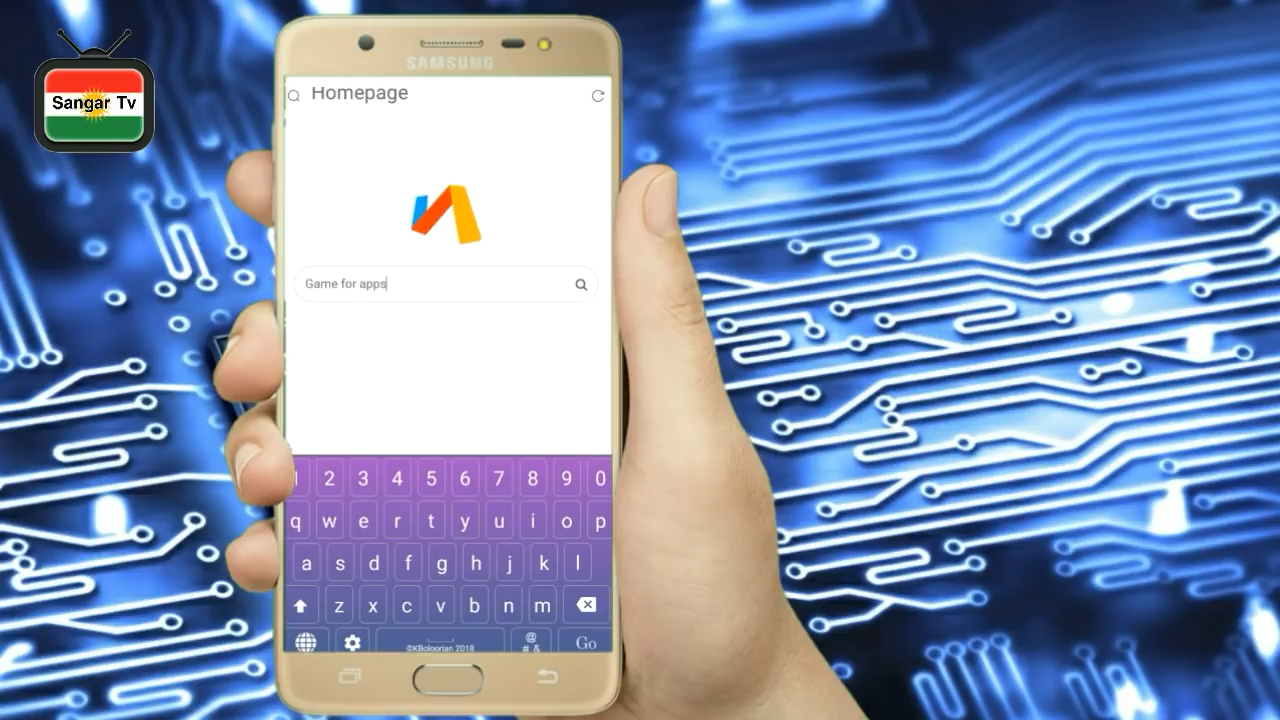 Sangar Tv
SAMSUNG
Homepage
Game for apps
1 2 3 4 5 6 7 8 9 0
q w e r t y u i o p
a s d f g h j k l
z x c v b n m
@
# &
©KBoloorian 2018
Go